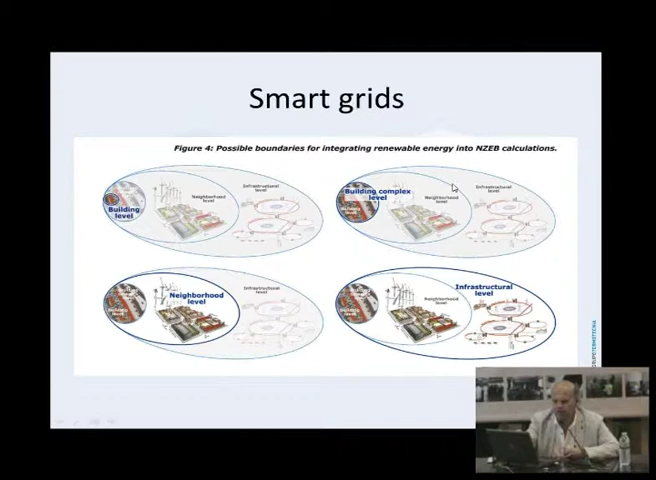 Smart grids
Figure 4: Possible boundaries for integrating renewable energy into NZEB calculations.
Infrastructural
level
Neighborhood
level
Building
level
Building complex
level
Neighborhood
level
Infrastructural
level
Neighborhood
level
Infrastructural
level
Infrastructural
level
Neighborhood
level